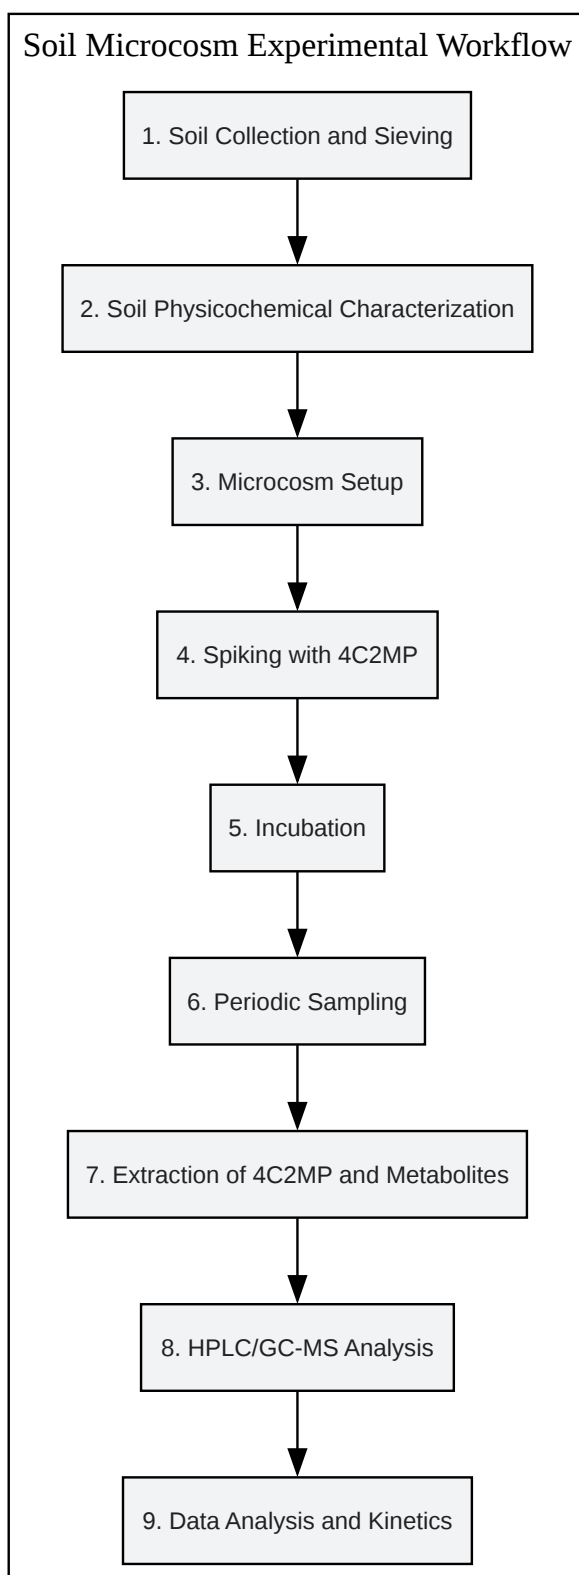 Soil Microcosm Experimental Workflow
1. Soil Collection and Sieving
2. Soil Physicochemical Characterization
3. Microcosm Setup
4. Spiking with 4C2MP
5. Incubation
6. Periodic Sampling
7. Extraction of 4C2MP and Metabolites
8. HPLC/GC-MS Analysis
9. Data Analysis and Kinetics